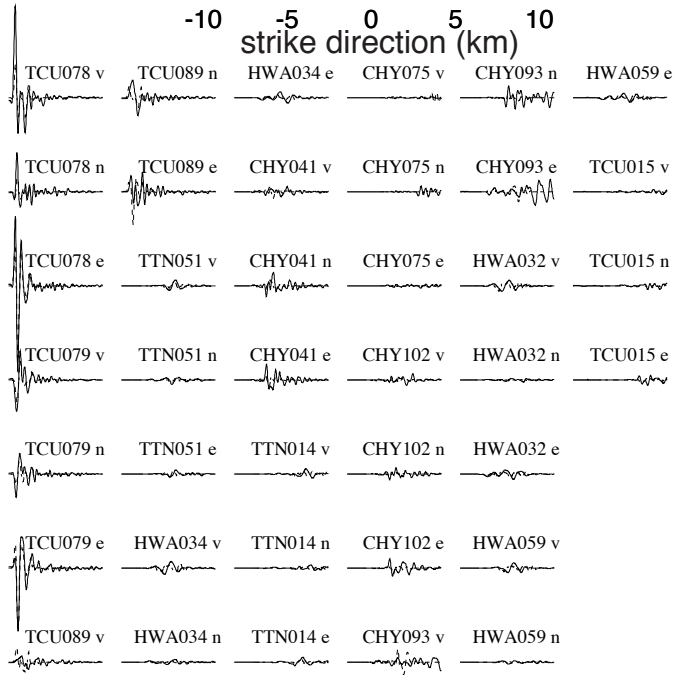 -10 -5 0 5 10
strike direction (km)
TCU078 v TCU089 n HWA034 e CHY075 v CHY093 n HWA059 e
TCU078 n TCU089 e CHY041 v CHY075 n CHY093 e TCU015 v
TCU078 e TTN051 v CHY041 n CHY075 e HWA032 v TCU015 n
TCU079 v TTN051 n CHY041 e CHY102 v HWA032 n TCU015 e
TCU079 n TTN051 e TTN014 v CHY102 n HWA032 e
TCU079 e HWA034 v TTN014 n CHY102 e HWA059 v
TCU089 v HWA034 n TTN014 e CHY093 v HWA059 n